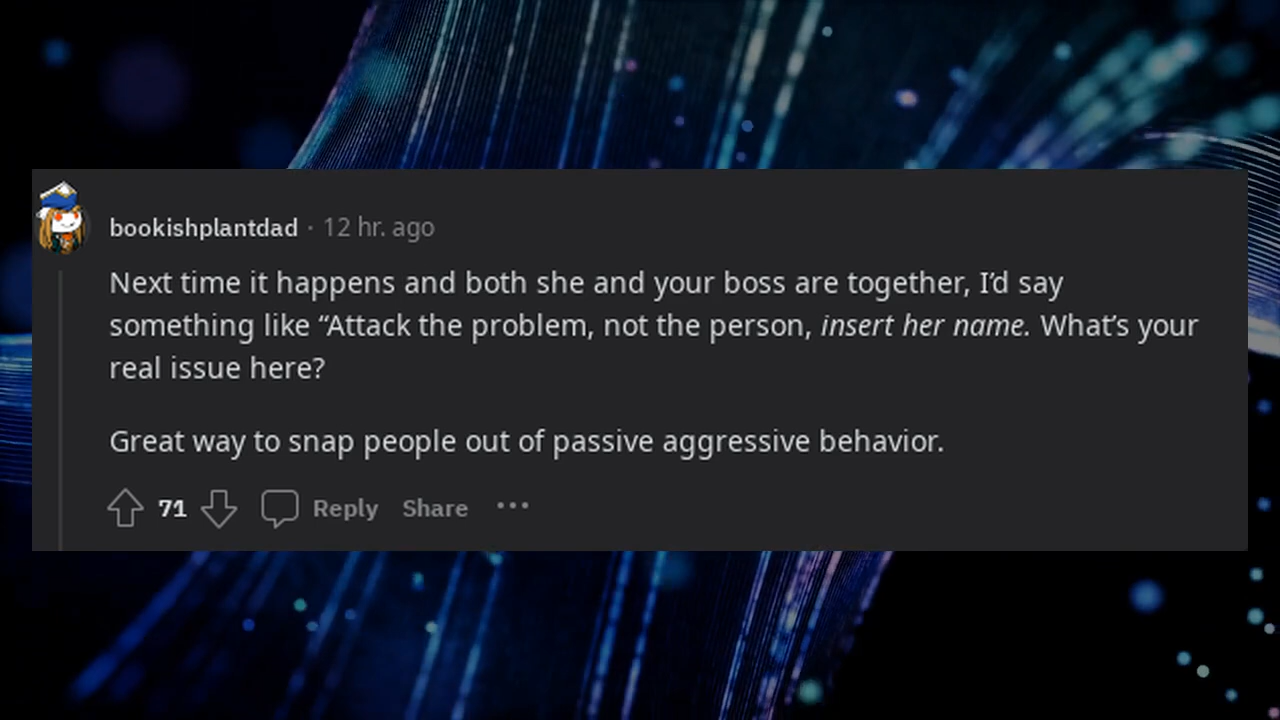 bookishplantdad · 12 hr. ago
Next time it happens and both she and your boss are together, I’d say
something like “Attack the problem, not the person, insert her name. What’s your
real issue here?
Great way to snap people out of passive aggressive behavior.
71 Reply Share ···